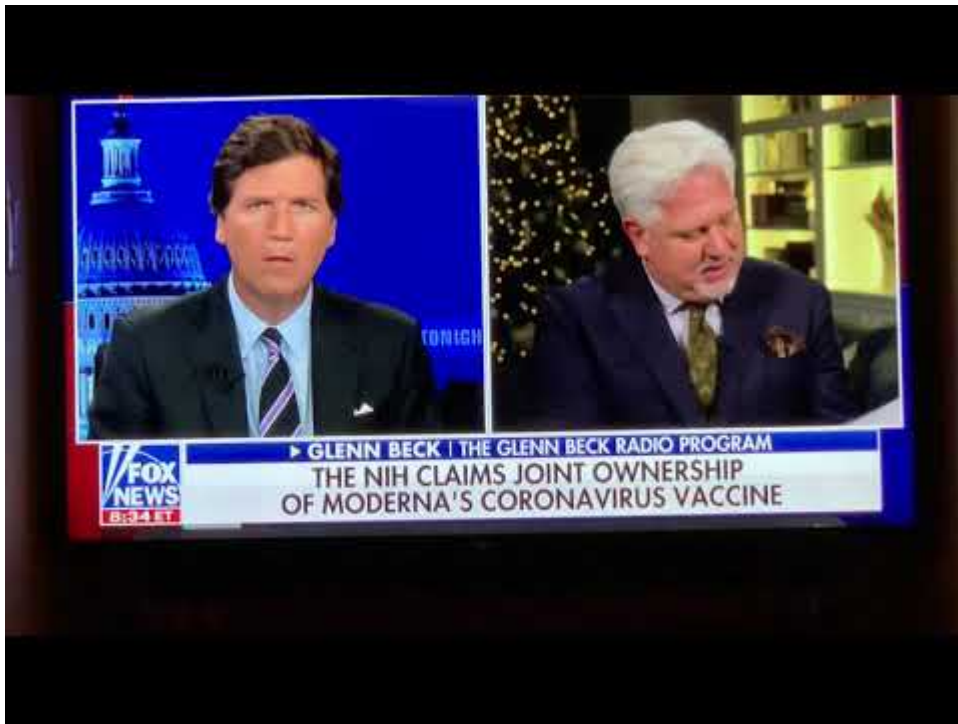 TONIGH
▶ GLENN BECK | THE GLENN BECK RADIO PROGRAM
FOX
NEWS
8:34 ET
THE NIH CLAIMS JOINT OWNERSHIP
OF MODERNA'S CORONAVIRUS VACCINE